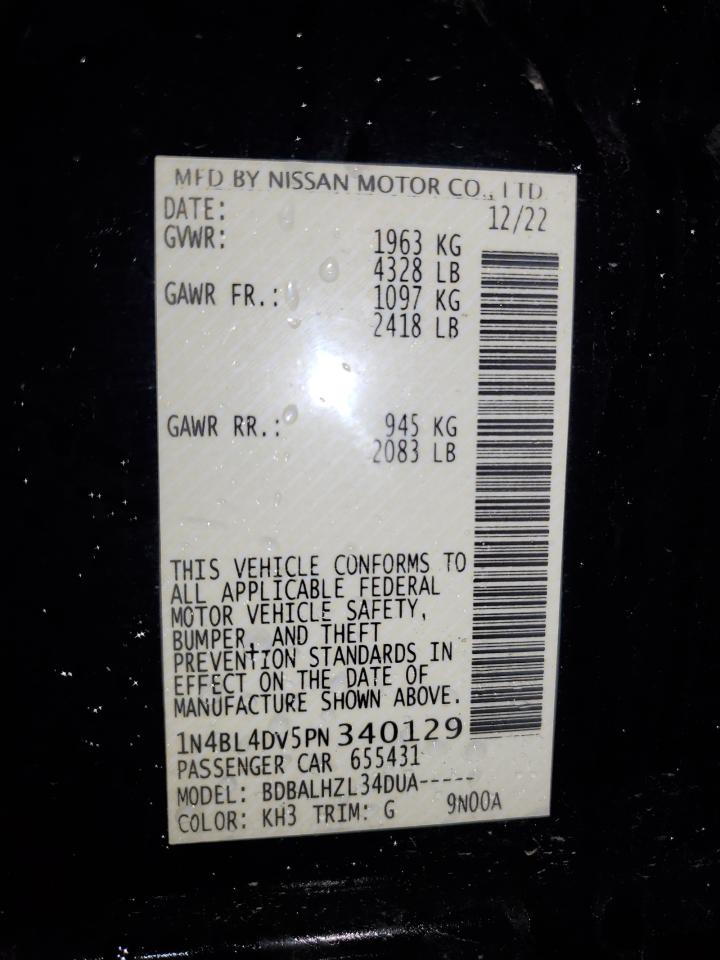 MFD BY NISSAN MOTOR CO., LTD.
DATE: 12/22
GVWR: 1963 KG
4328 LB
GAWR FR.: 1097 KG
2418 LB
GAWR RR.: 945 KG
2083 LB
THIS VEHICLE CONFORMS TO
ALL APPLICABLE FEDERAL
MOTOR VEHICLE SAFETY,
BUMPER, AND THEFT
PREVENTION STANDARDS IN
EFFECT ON THE DATE OF
MANUFACTURE SHOWN ABOVE.
1N4BL4DV5PN340129
PASSENGER CAR 655431
MODEL: BDBALHZL34DUA-----
COLOR: KH3 TRIM: G 9N00A